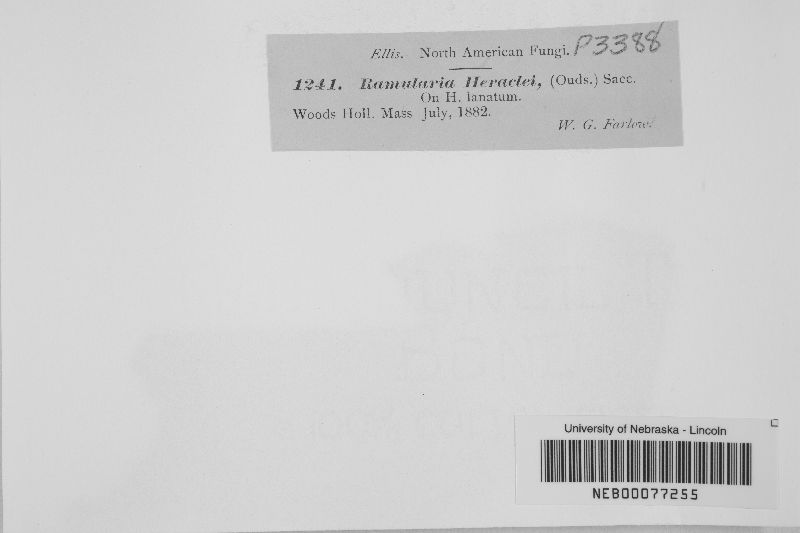 Ellis. North American Fungi. P3388
1241. Ramularia Heraclei, (Ouds.) Sacc.
On H. lanatum.
Woods Holl. Mass July, 1882.
W. G. Farlow.
University of Nebraska - Lincoln
NEB00077255